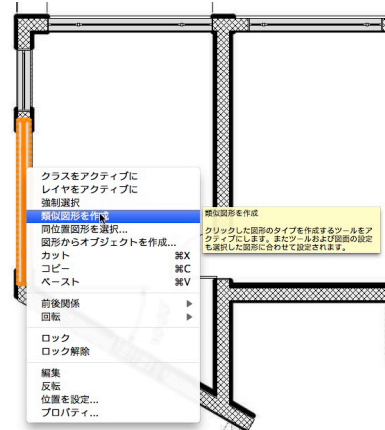 クラスをアクティブに
レイヤをアクティブに
強制選択
類似図形を作成
同位置図形を選択...
図形からオブジェクトを作成...
カット ⌘X
コピー ⌘C
ペースト ⌘V
前後関係 ▶
回転 ▶
ロック
ロック解除
編集
反転
位置を設定...
プロパティ...
類似図形を作成
クリックした図形のタイプを作成するツールをア
クティブにします。またツールおよび図面の設定
も選択した図形に合わせて設定されます。